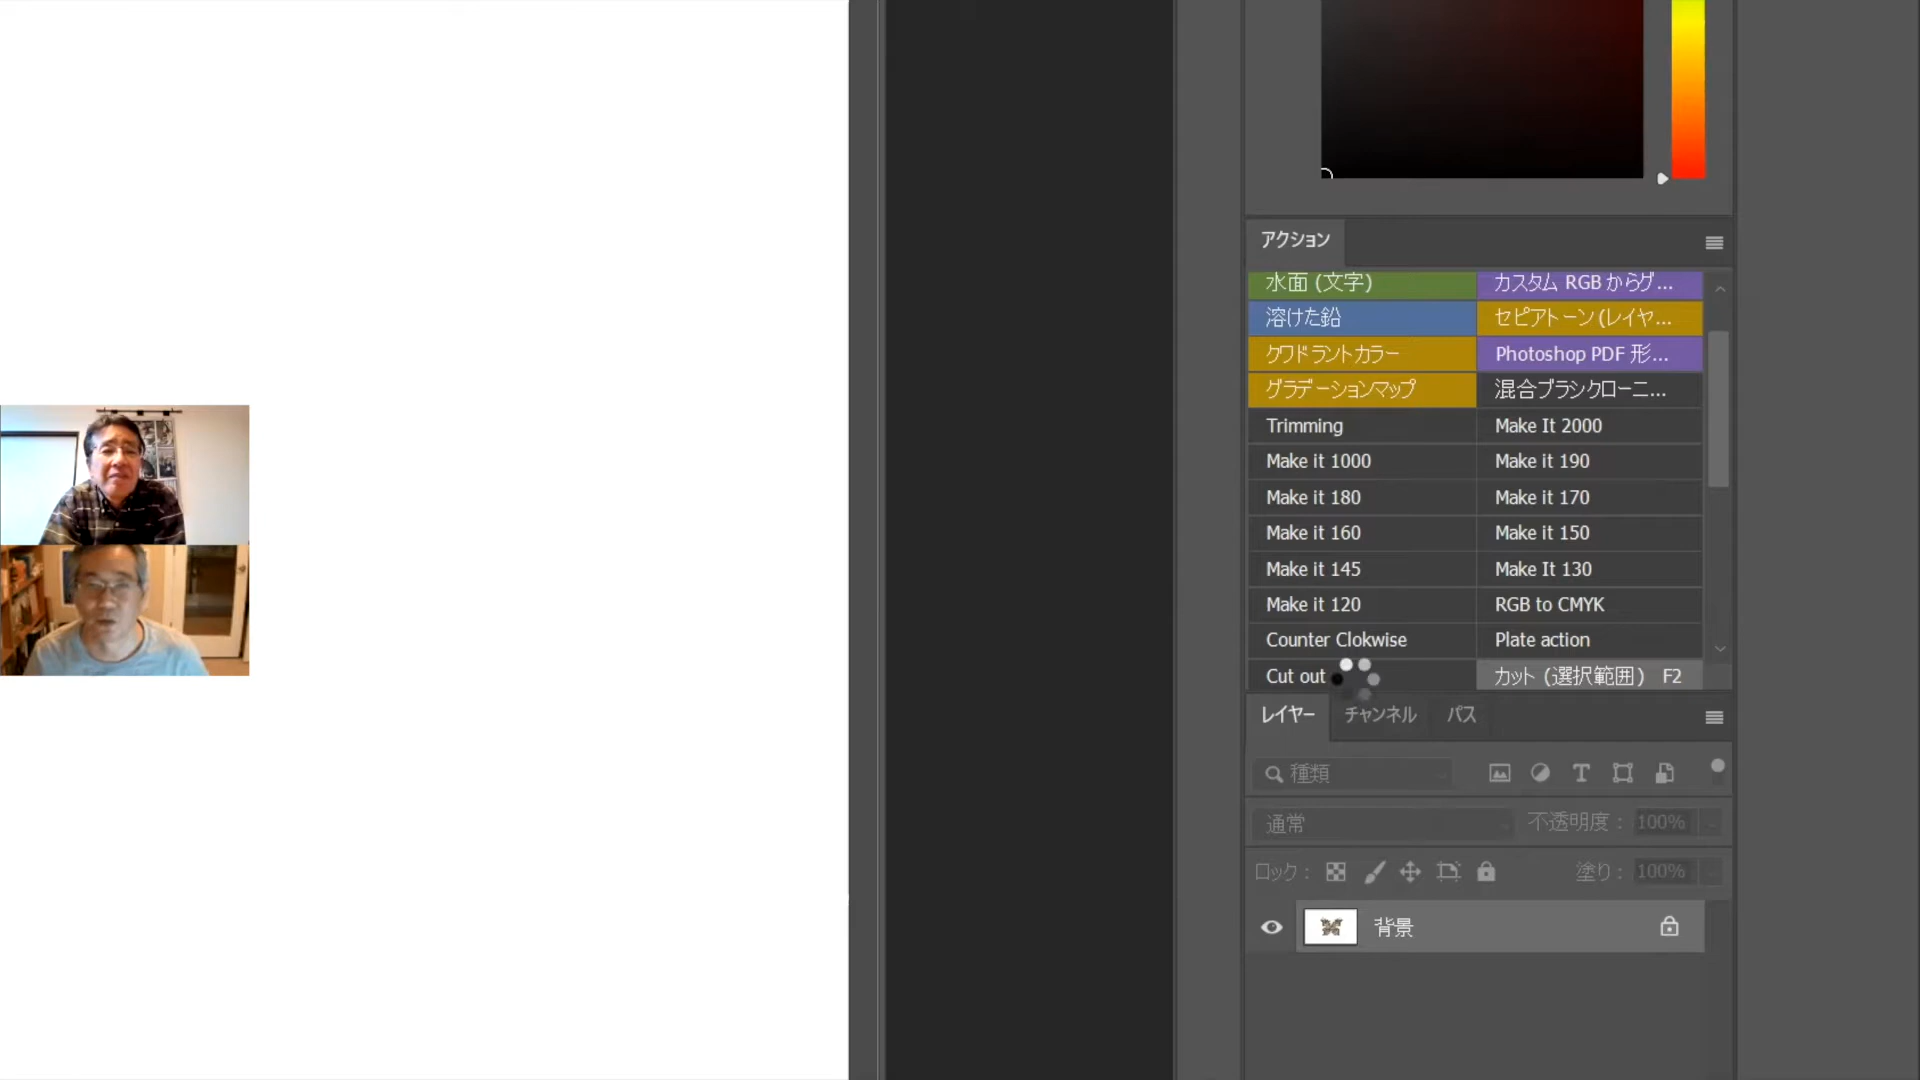 アクション
水面 (文字) カスタム RGB からグ...
溶けた鉛 セピアトーン (レイヤ...
クワドラントカラー Photoshop PDF 形...
グラデーションマップ 混合ブラシクローニ...
Trimming Make It 2000
Make it 1000 Make it 190
Make it 180 Make it 170
Make it 160 Make it 150
Make it 145 Make It 130
Make it 120 RGB to CMYK
Counter Clokwise Plate action
Cut out カット (選択範囲) F2
レイヤー チャンネル パス
種類
通常 不透明度 : 100%
ロック : 塗り : 100%
背景